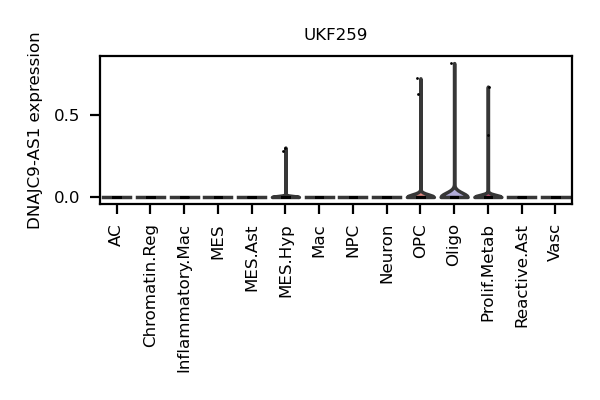 UKF259
DNAJC9-AS1 expression
0.5
0.0
AC
Chromatin.Reg
Inflammatory.Mac
MES
MES.Ast
MES.Hyp
Mac
NPC
Neuron
OPC
Oligo
Prolif.Metab
Reactive.Ast
Vasc